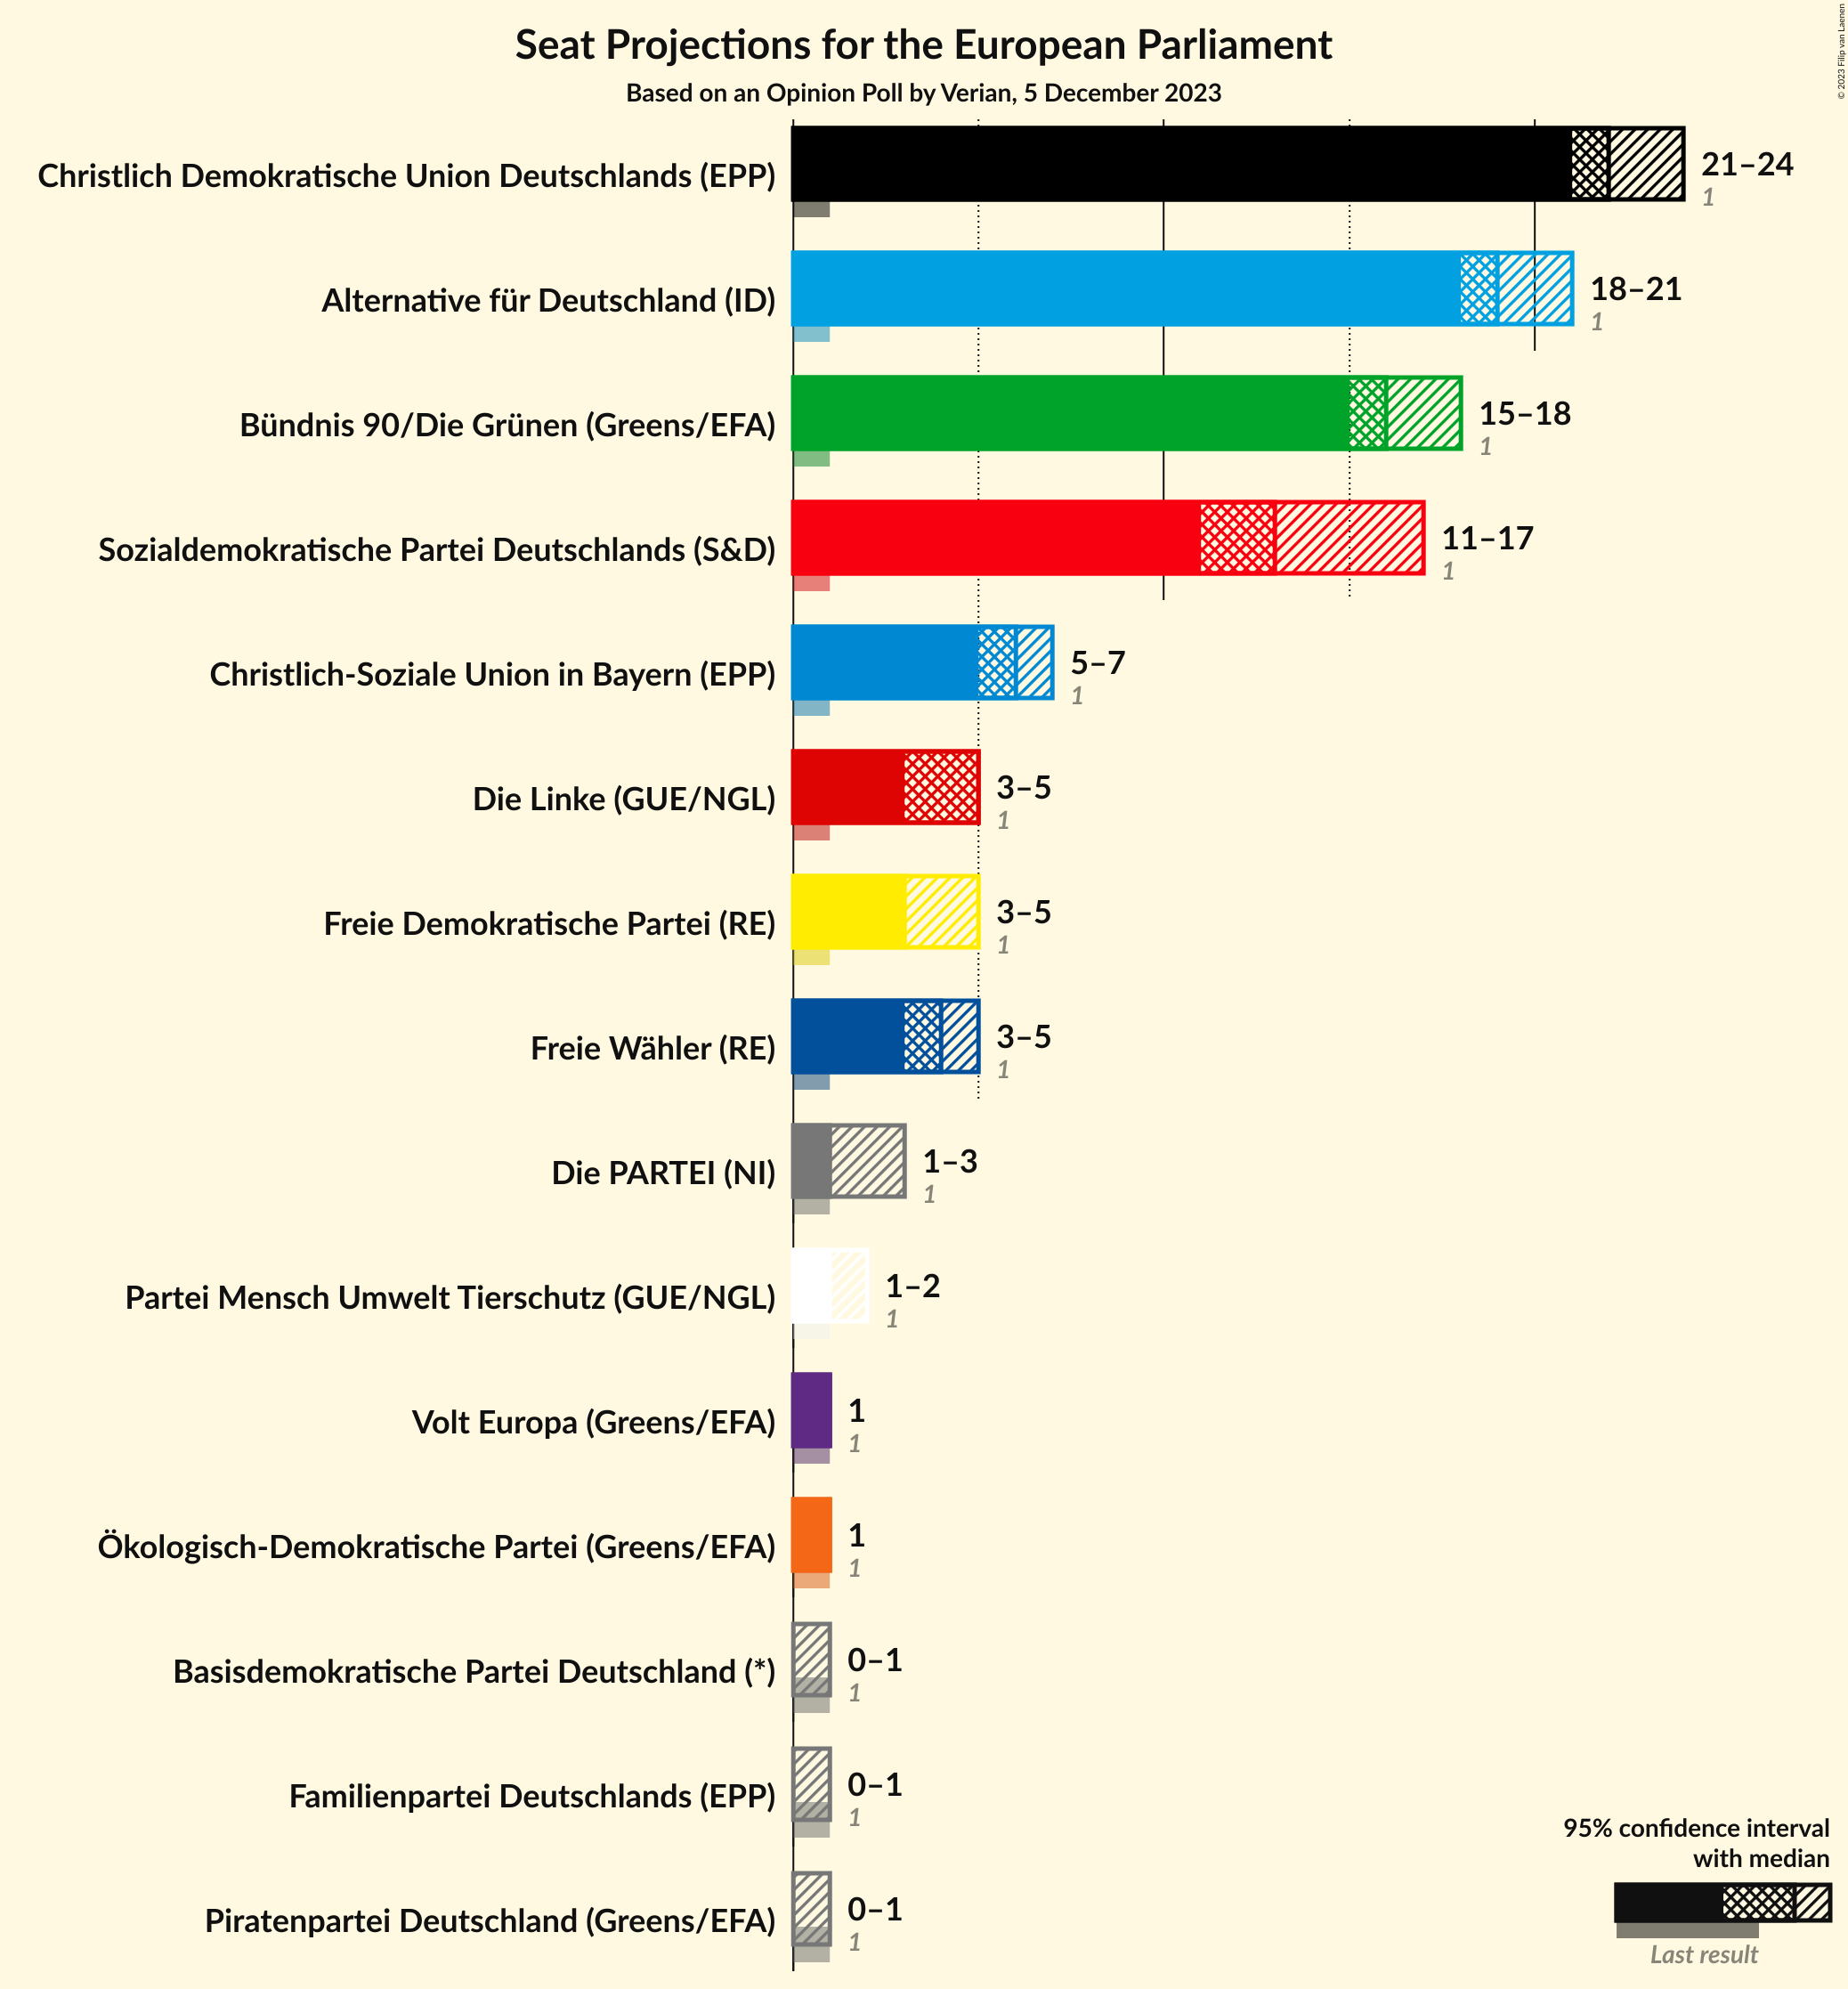 Seat Projections for the European Parliament
Based on an Opinion Poll by Verian, 5 December 2023
© 2023 Filip van Laenen
Christlich Demokratische Union Deutschlands (EPP)
21–24
1
Alternative für Deutschland (ID)
18–21
1
Bündnis 90/Die Grünen (Greens/EFA)
15–18
1
Sozialdemokratische Partei Deutschlands (S&D)
11–17
1
Christlich-Soziale Union in Bayern (EPP)
5–7
1
Die Linke (GUE/NGL)
3–5
1
Freie Demokratische Partei (RE)
3–5
1
Freie Wähler (RE)
3–5
1
Die PARTEI (NI)
1–3
1
Partei Mensch Umwelt Tierschutz (GUE/NGL)
1–2
1
Volt Europa (Greens/EFA)
1
1
Ökologisch-Demokratische Partei (Greens/EFA)
1
1
Basisdemokratische Partei Deutschland (*)
0–1
1
Familienpartei Deutschlands (EPP)
0–1
1
Piratenpartei Deutschland (Greens/EFA)
0–1
1
95% confidence interval
with median
Last result